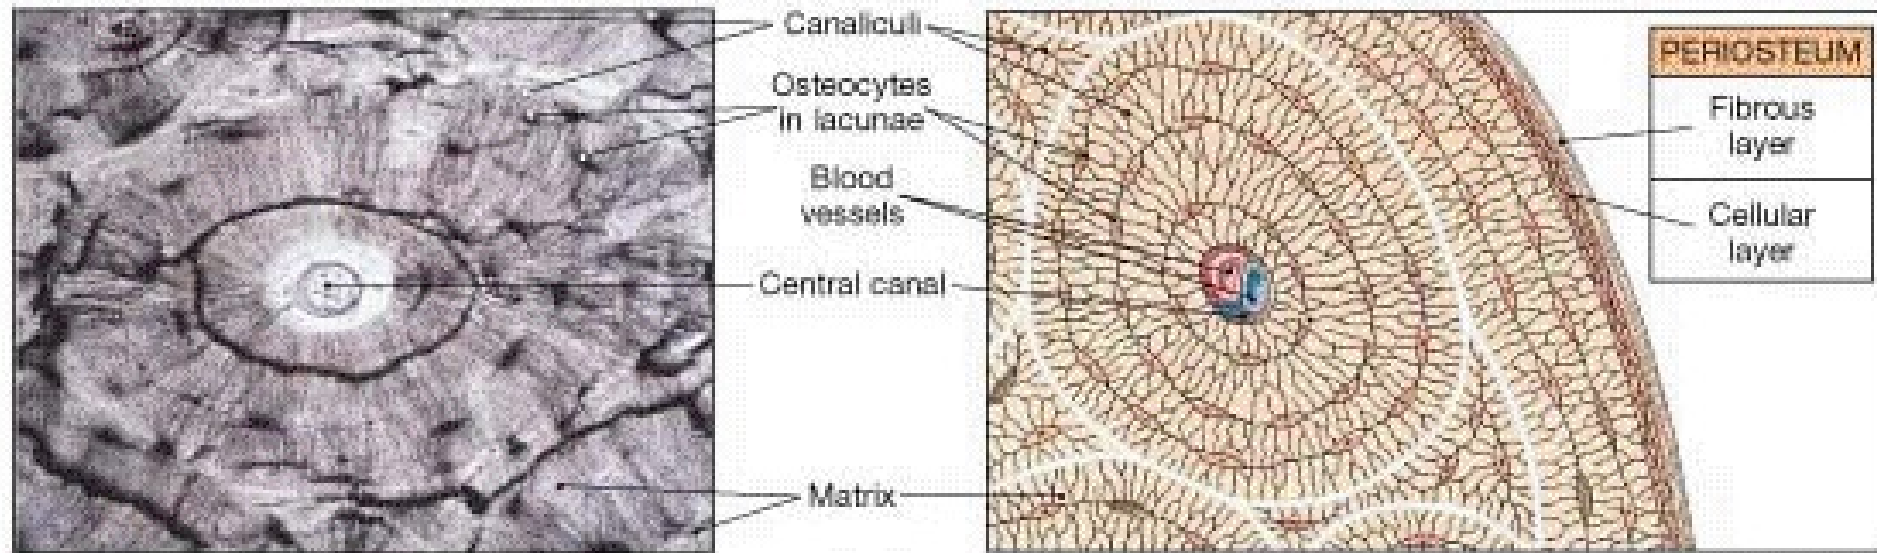 Canaliculi
Osteocytes
in lacunae
Blood
vessels
Central canal
Matrix
PERIOSTEUM
Fibrous
layer
Cellular
layer